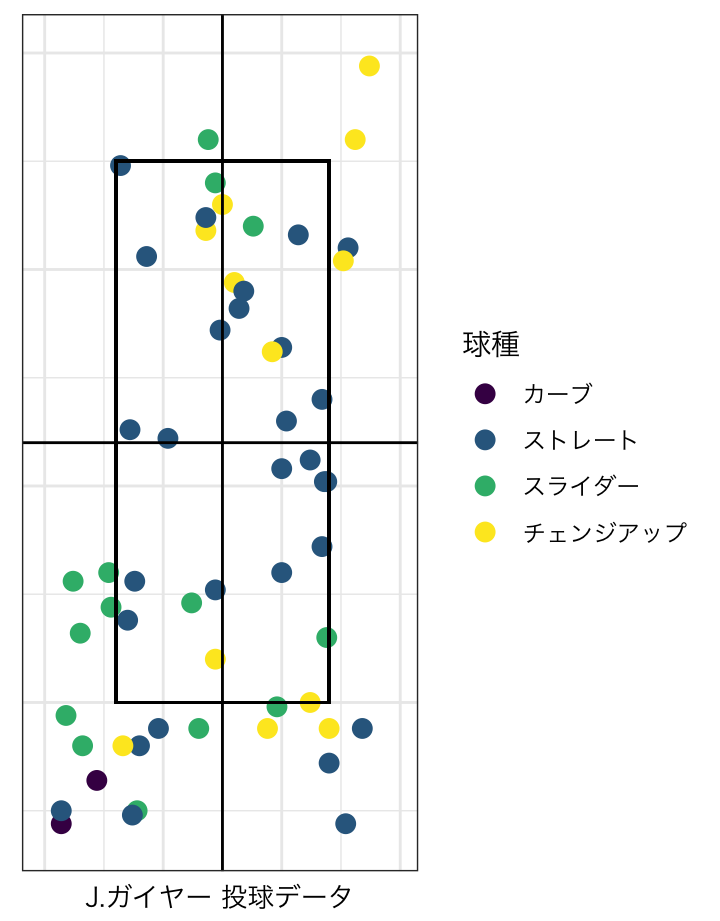 球種
カーブ
ストレート
スライダー
チェンジアップ
J.ガイヤー 投球データ